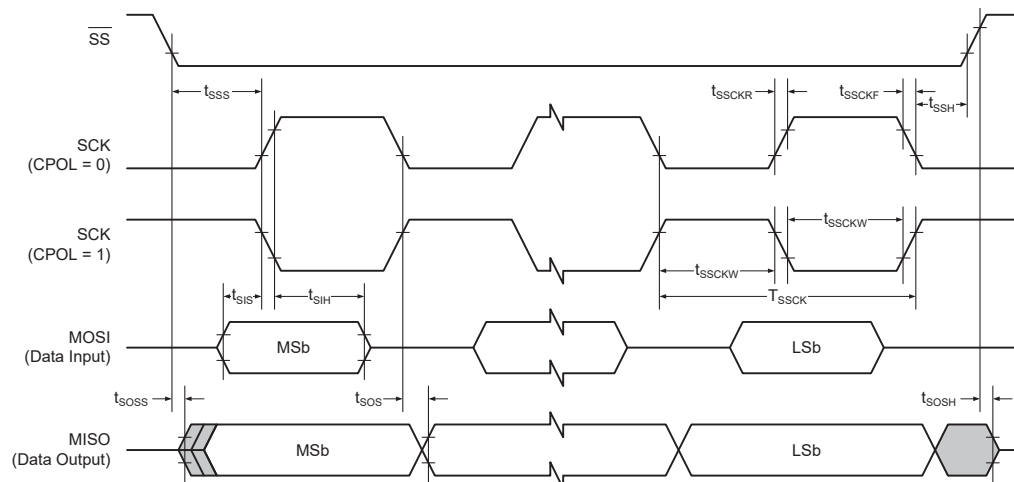 SS
tSSS
tSSCKR
tSSCKF
tSSH
SCK
(CPOL = 0)
SCK
(CPOL = 1)
tSSCKW
tSSCKW
TSSCK
tSIS
tSIH
MOSI
(Data Input)
MSb
LSb
tSOSS
tSOS
tSOSH
MISO
(Data Output)
MSb
LSb